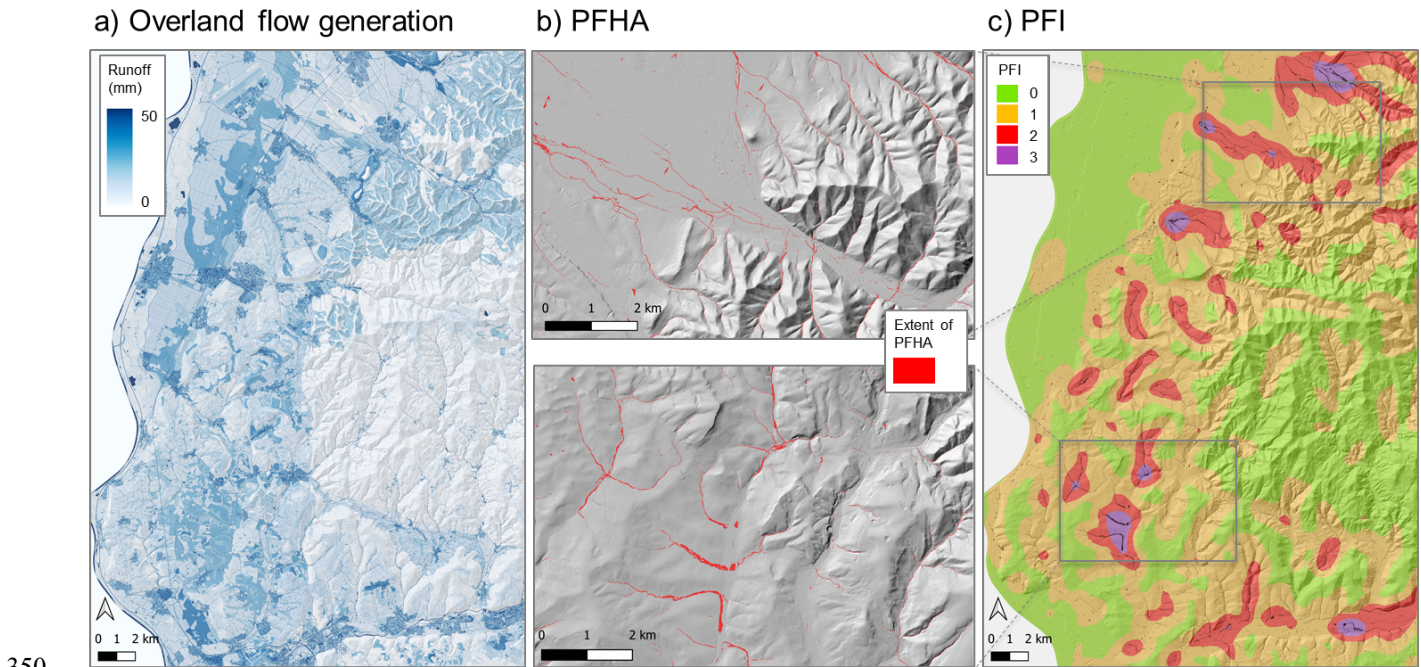 a) Overland flow generation
Runoff
(mm)
50
0
0 1 2 km
b) PFHA
0 1 2 km
Extent of
PFHA
0 1 2 km
c) PFI
PFI
0
1
2
3
0 1 2 km
350